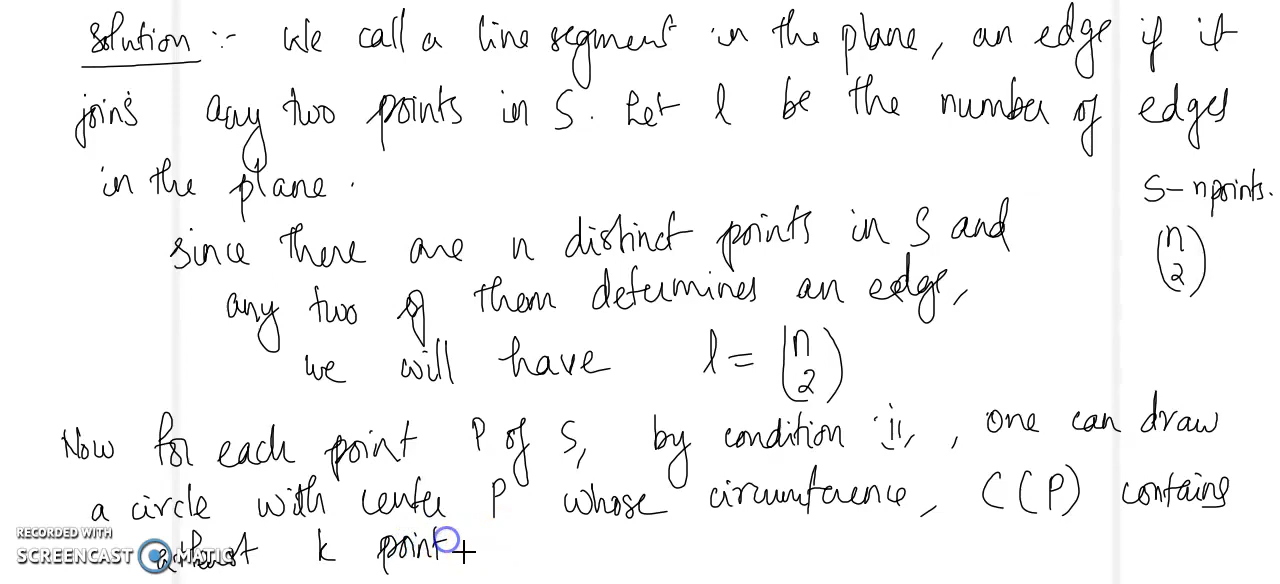 Solution :- We call a line segment in the plane, an edge if it
joins any two points in S. Let l be the number of edges
in the plane.
S - n points.
since there are n distinct points in S and
(n 2)
any two of them determines an edge,
we will have l = (n 2)
Now for each point P of S, by condition ii, , one can draw
a circle with center P whose circumference, C(P) contains
atleast k point
RECORDED WITH
SCREENCAST MATIC